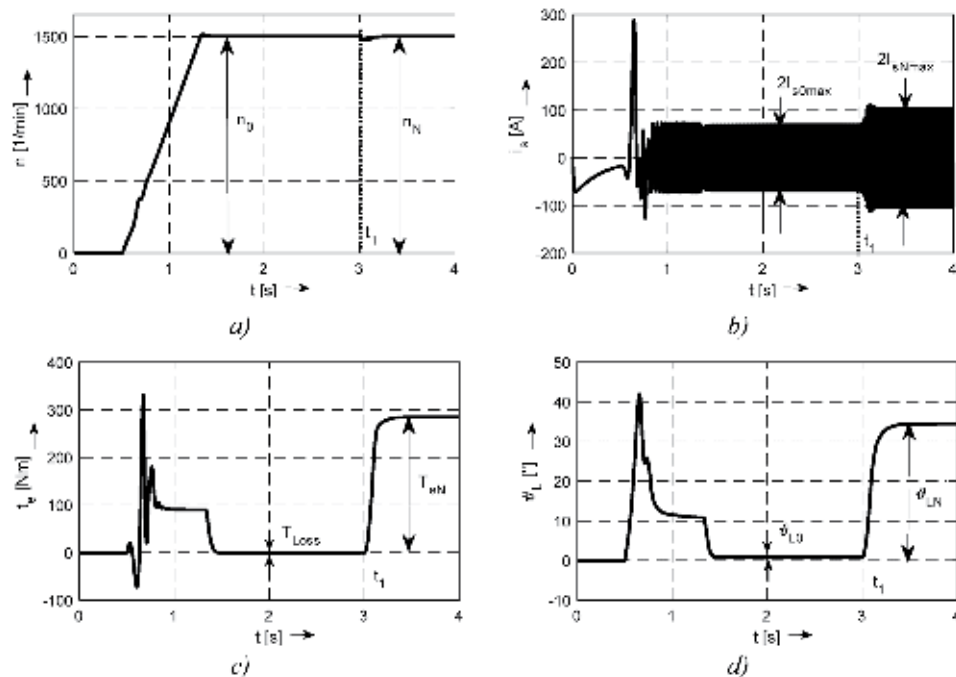 1500
1000
500
0
n [1/min]
n0
nN
t1
0 1 2 3 4
t [s]
a)
300
200
100
0
-100
-200
ia [A]
2Is0max
2IsNmax
t1
0 1 2 3 4
t [s]
b)
400
300
200
100
0
-100
te [Nm]
TLoss
TeN
t1
0 1 2 3 4
t [s]
c)
50
40
30
20
10
0
-10
ϑL [°]
ϑL0
ϑLN
t1
0 1 2 3 4
t [s]
d)